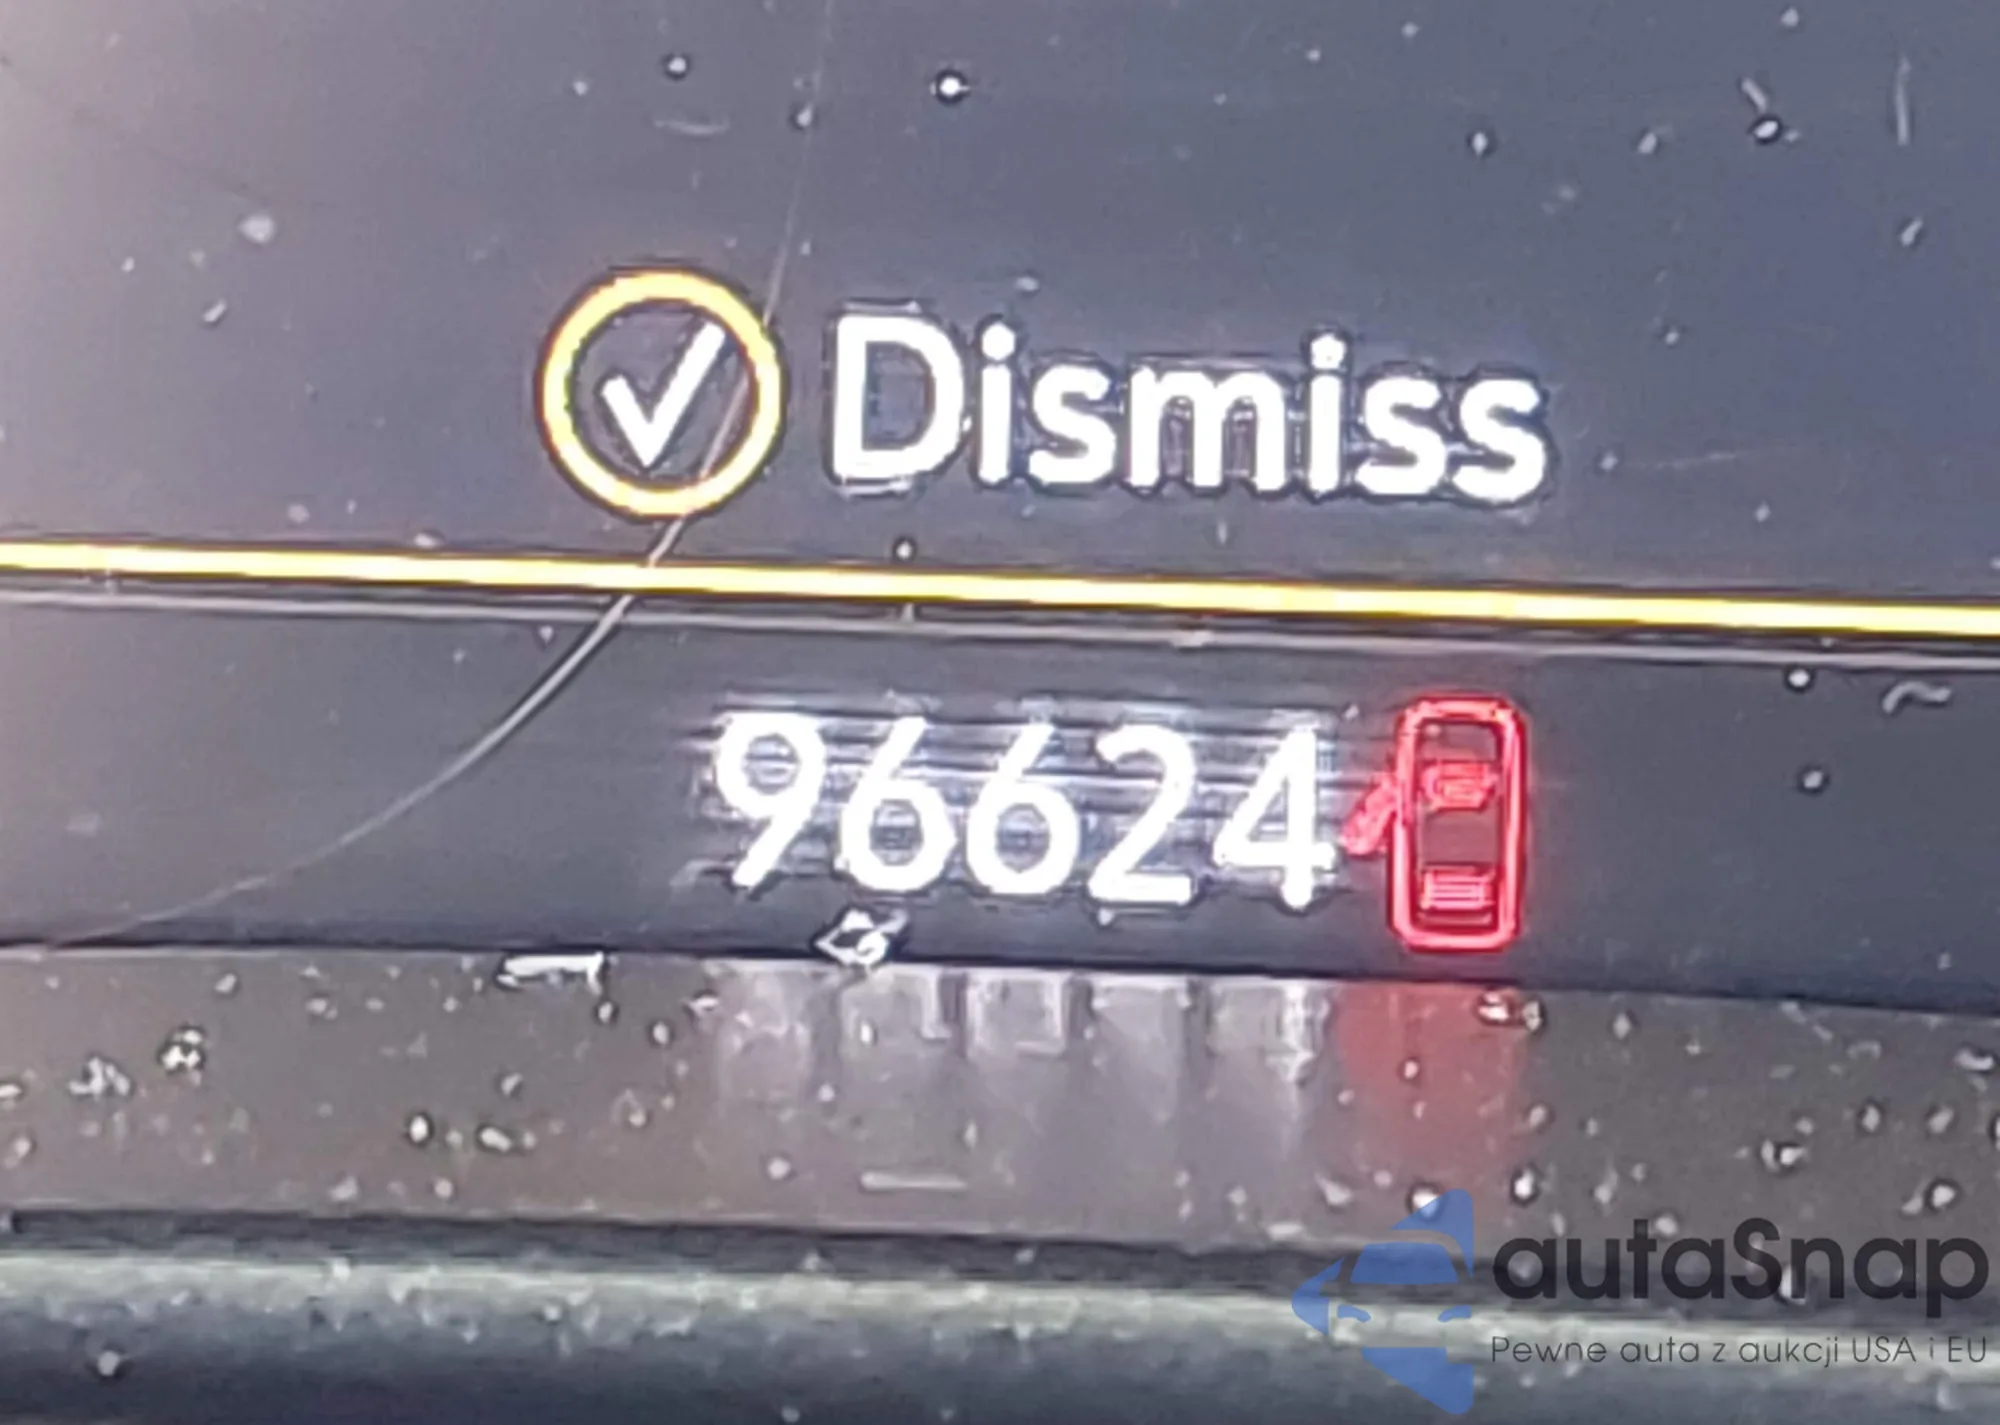 Dismiss
96624
autaSnap
Pewne auta z aukcji USA i EU